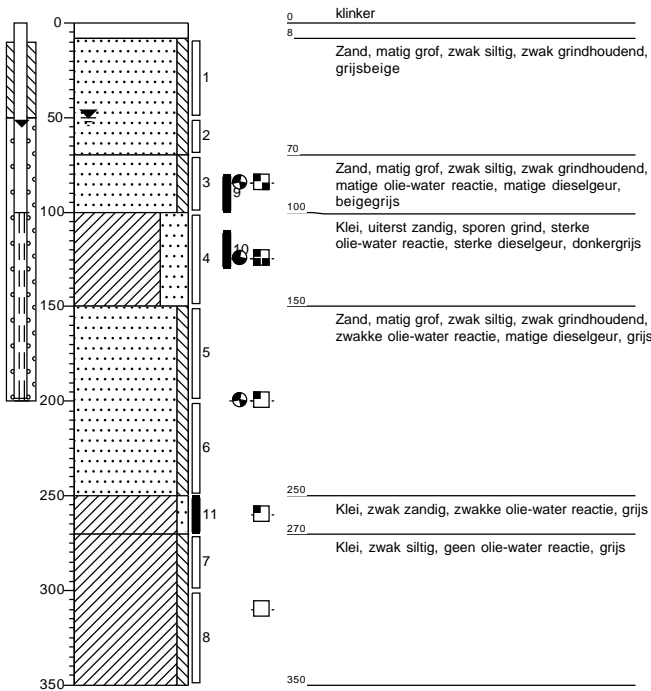 0
klinker
0
8
Zand, matig grof, zwak siltig, zwak grindhoudend,
grijsbeige
1
50
2
70
Zand, matig grof, zwak siltig, zwak grindhoudend,
matige olie-water reactie, matige dieselgeur,
beigegrijs
3
9
100
100
Klei, uiterst zandig, sporen grind, sterke
olie-water reactie, sterke dieselgeur, donkergrijs
10
4
150
150
Zand, matig grof, zwak siltig, zwak grindhoudend,
zwakke olie-water reactie, matige dieselgeur, grijs
5
200
6
250
250
Klei, zwak zandig, zwakke olie-water reactie, grijs
11
270
Klei, zwak siltig, geen olie-water reactie, grijs
7
300
8
350
350